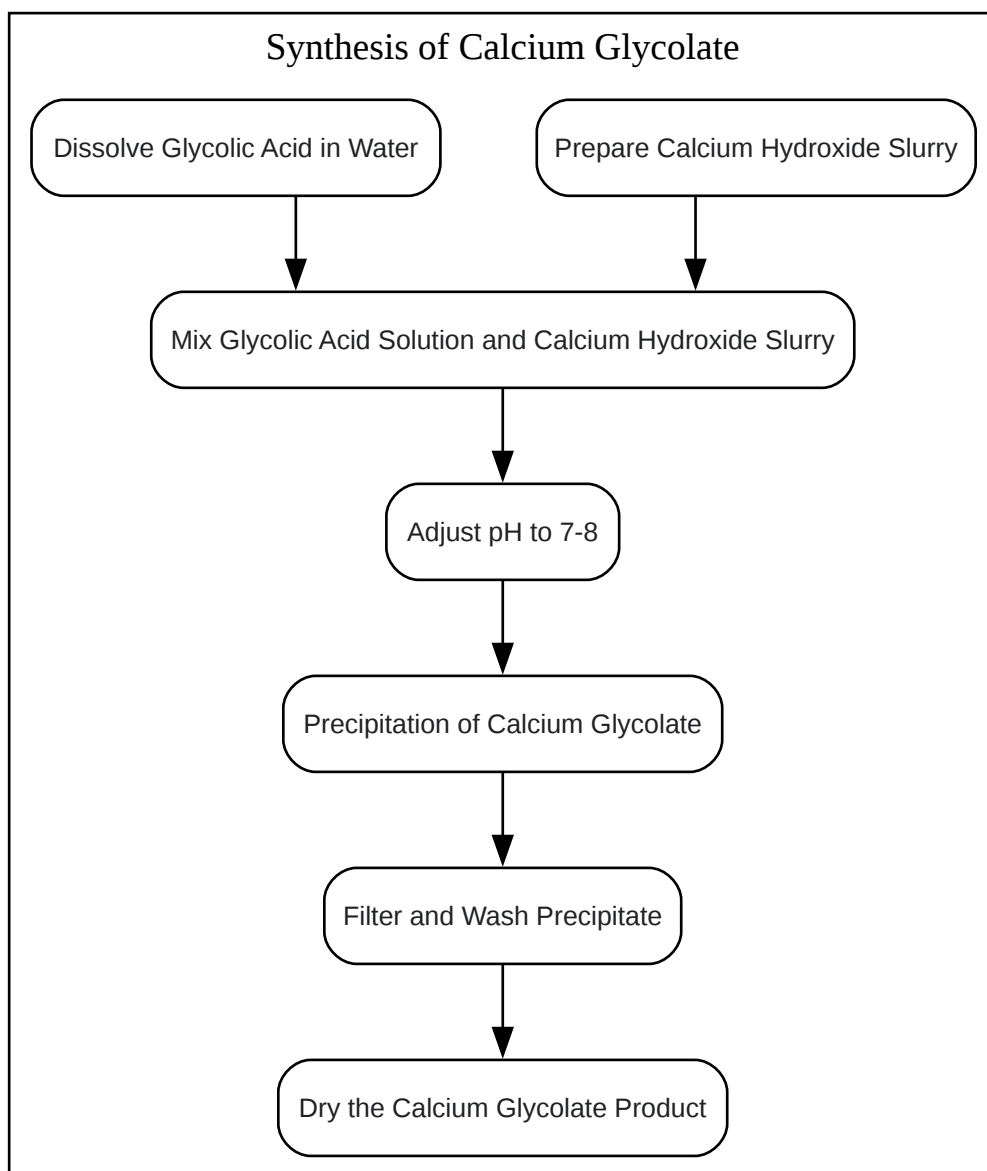 Synthesis of Calcium Glycolate
Dissolve Glycolic Acid in Water
Prepare Calcium Hydroxide Slurry
Mix Glycolic Acid Solution and Calcium Hydroxide Slurry
Adjust pH to 7-8
Precipitation of Calcium Glycolate
Filter and Wash Precipitate
Dry the Calcium Glycolate Product